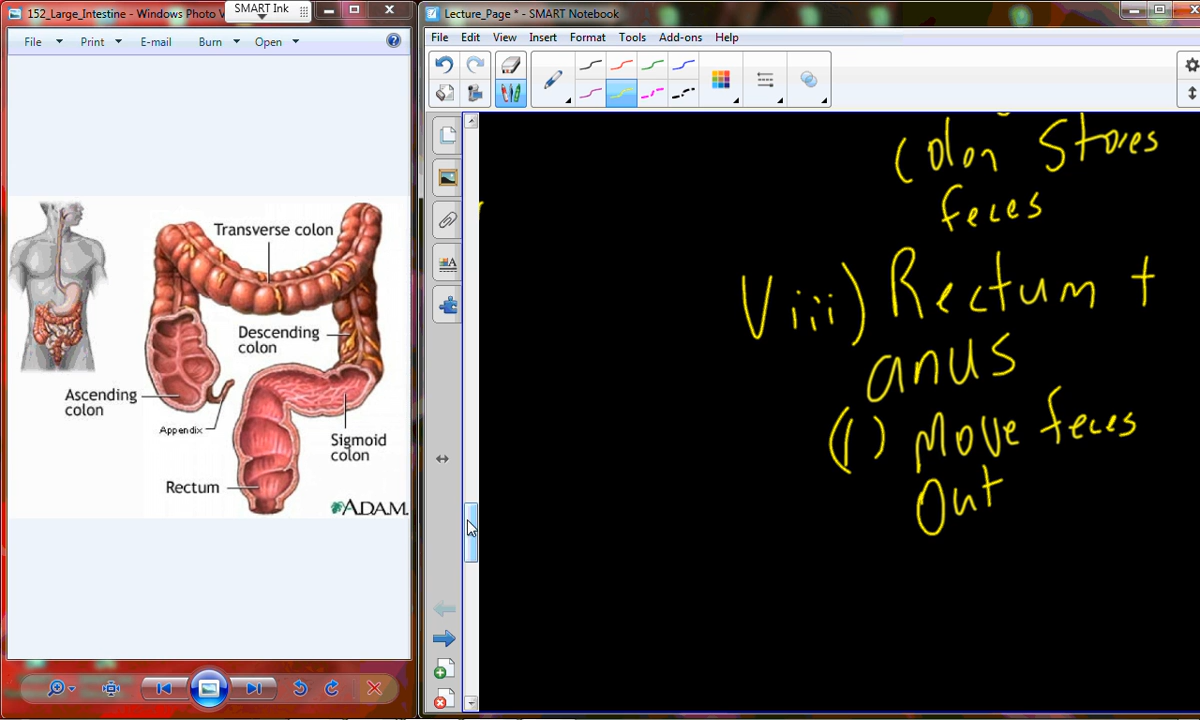 152_Large_Intestine - Windows Photo V
SMART Ink
File Print E-mail Burn Open
Transverse colon
Descending
colon
Ascending
colon
Appendix
Sigmoid
colon
Rectum
ADAM.
Lecture_Page * - SMART Notebook
File Edit View Insert Format Tools Add-ons Help
Colon Stores
feces
Viii) Rectum +
anus
(1) Move feces
Out